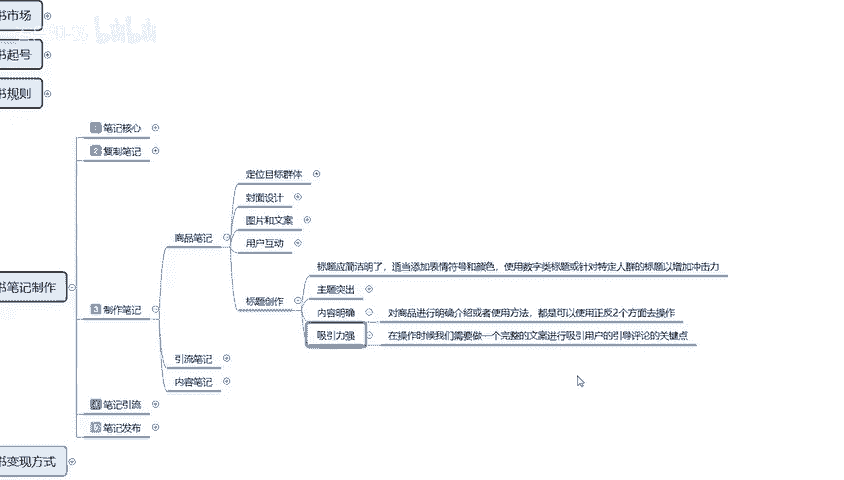 书市场
书起号
书规则
1 笔记核心
2 复制笔记
定位目标群体
封面设计
商品笔记
图片和文案
用户互动
标题应简洁明了，适当添加表情符号和颜色，使用数字类标题或针对特定人群的标题以增加冲击力
主题突出
书笔记制作
3 制作笔记
标题创作
内容明确
对商品进行明确介绍或者使用方法，都是可以使用正反2个方面去操作
吸引力强
在操作时候我们需要做一个完整的文案进行吸引用户的引导评论的关键点
引流笔记
内容笔记
4 笔记引流
笔记发布
书变现方式